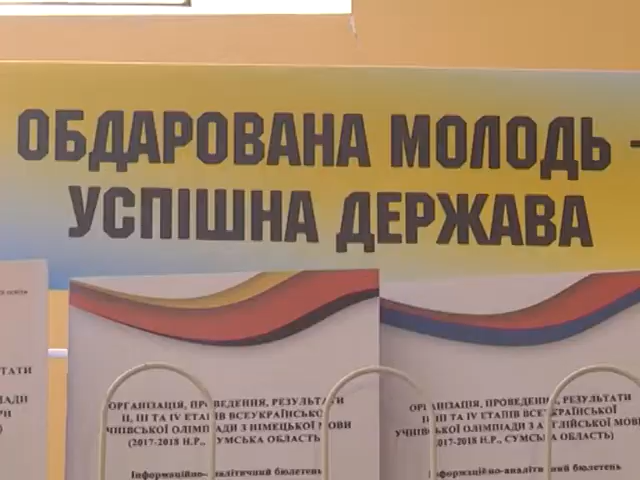 ОБДАРОВАНА МОЛОДЬ -
УСПІШНА ДЕРЖАВА
ОРГАНІЗАЦІЯ, ПРОВЕДЕННЯ, РЕЗУЛЬТАТИ
ІІ, ІІІ ТА ІV ЕТАПІВ ВСЕУКРАЇНСЬКОЇ
УЧНІВСЬКОЇ ОЛІМПІАДИ З НІМЕЦЬКОЇ МОВИ
(2017-2018 Н.Р., СУМСЬКА ОБЛАСТЬ
Інформаційно-аналітичний бюлетень
ОРГАНІЗАЦІЯ, ПРОВЕДЕННЯ, РЕЗУЛЬТАТИ
ІІ, ІІІ ТА ІV ЕТАПІВ ВСЕУКРАЇНСЬКОЇ
УЧНІВСЬКОЇ ОЛІМПІАДИ З АНГЛІЙСЬКОЇ МОВИ
(2017-2018 Н.Р., СУМСЬКА ОБЛАСТЬ)
Інформаційно-аналітичний бюлетень